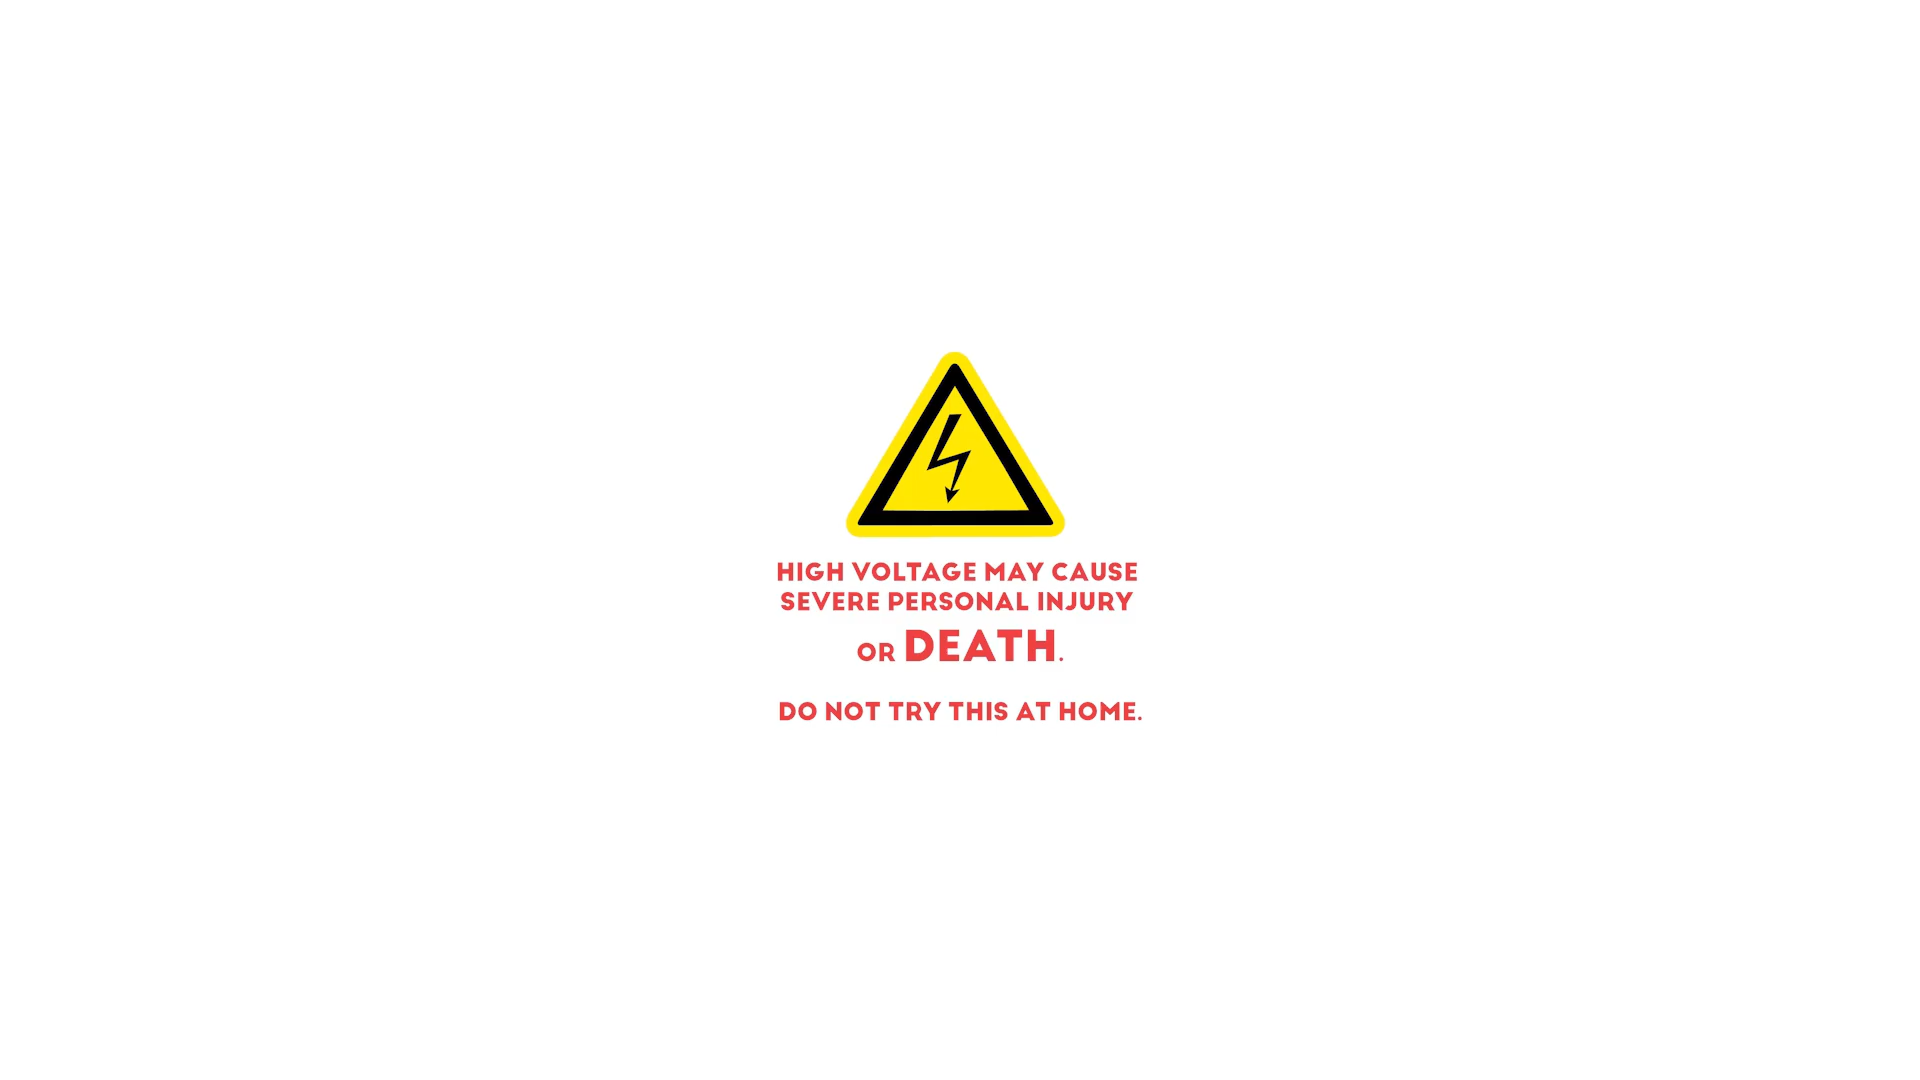 HIGH VOLTAGE MAY CAUSE
SEVERE PERSONAL INJURY
OR DEATH.
DO NOT TRY THIS AT HOME.